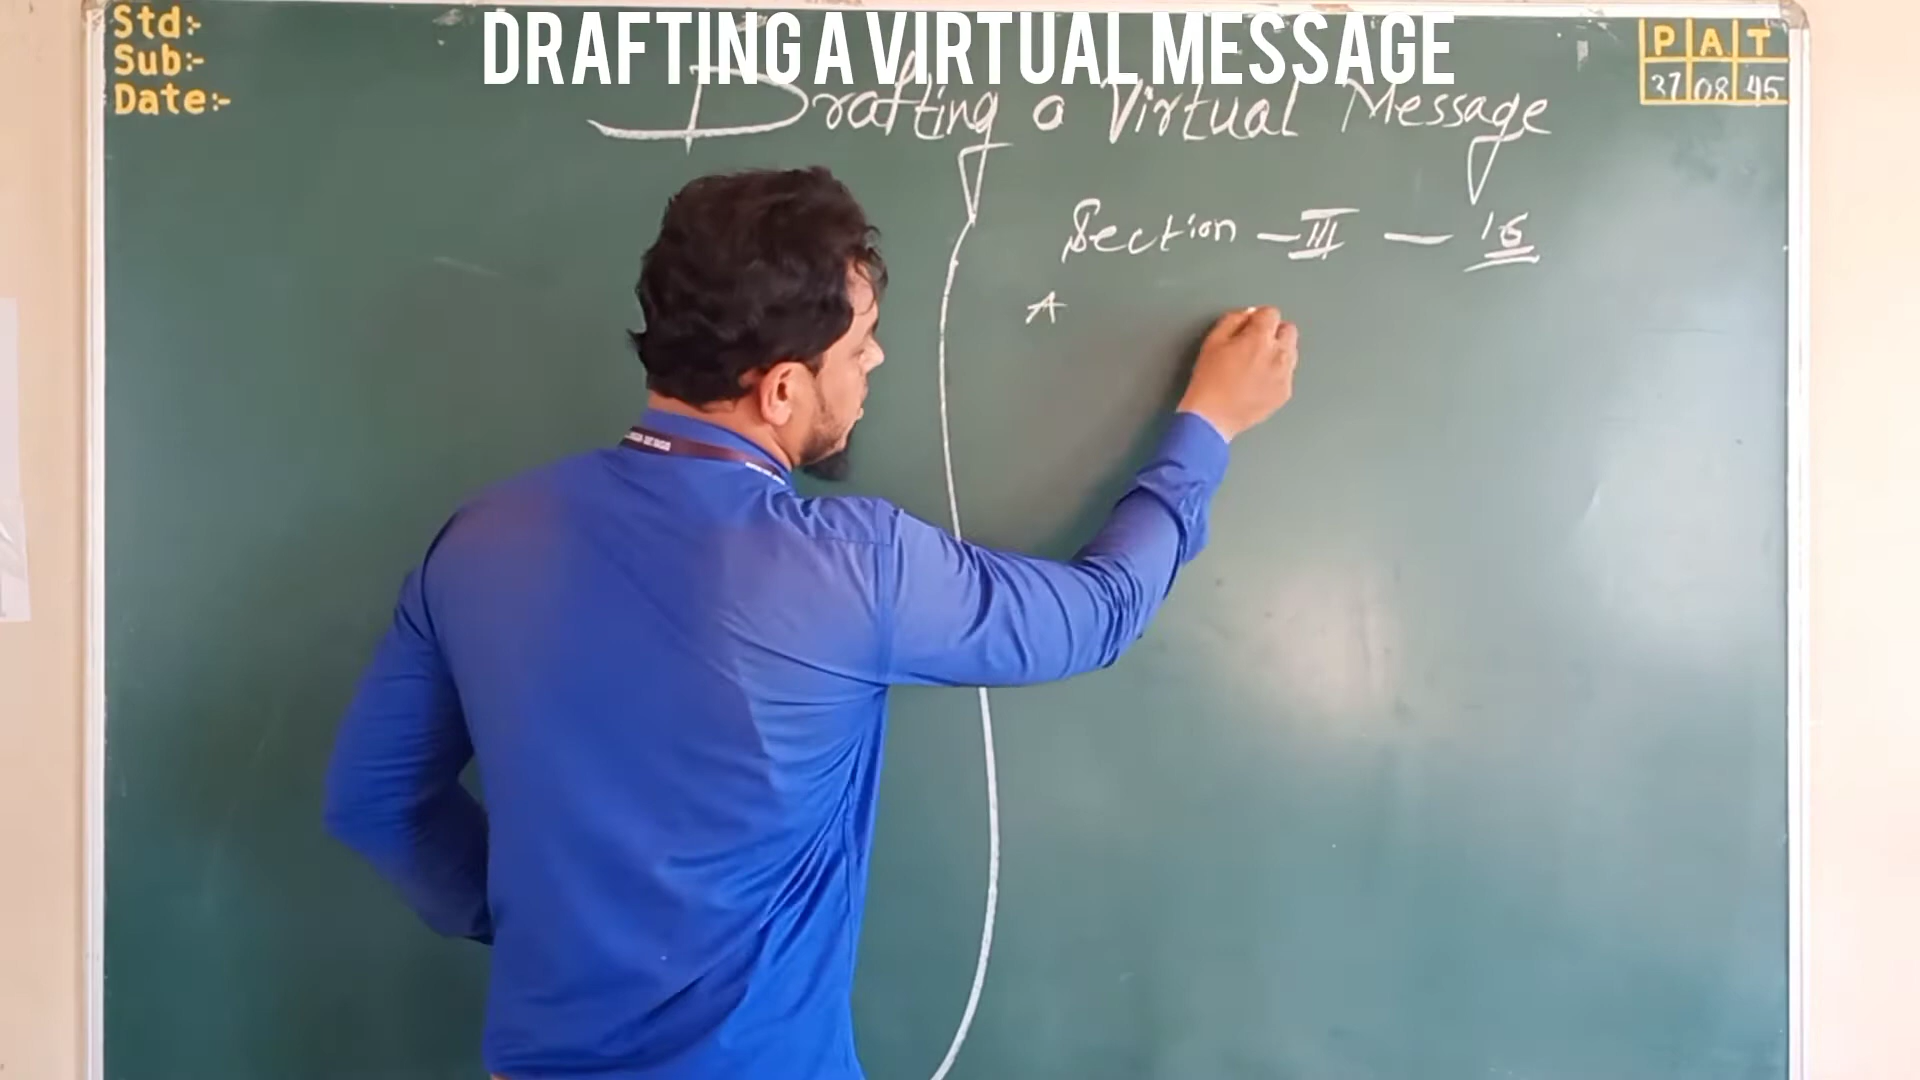 DRAFTING A VIRTUAL MESSAGE
Std:-
Sub:-
Date:-
P A T
37 08 45
Drafting a Virtual Message
Section - III - 16
A